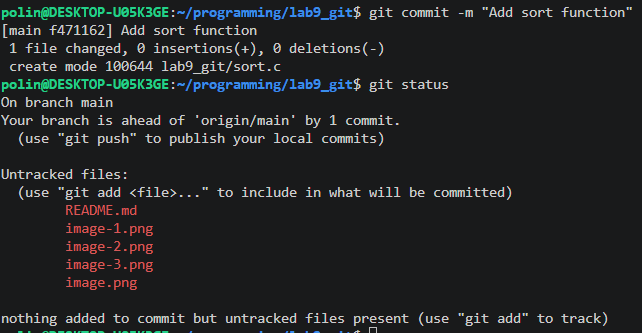 polin@DESKTOP-U05K3GE:~/programming/lab9_git$ git commit -m "Add sort function"
[main f471162] Add sort function
 1 file changed, 0 insertions(+), 0 deletions(-)
 create mode 100644 lab9_git/sort.c
polin@DESKTOP-U05K3GE:~/programming/lab9_git$ git status
On branch main
Your branch is ahead of 'origin/main' by 1 commit.
  (use "git push" to publish your local commits)

Untracked files:
  (use "git add <file>..." to include in what will be committed)
        README.md
        image-1.png
        image-2.png
        image-3.png
        image.png

nothing added to commit but untracked files present (use "git add" to track)